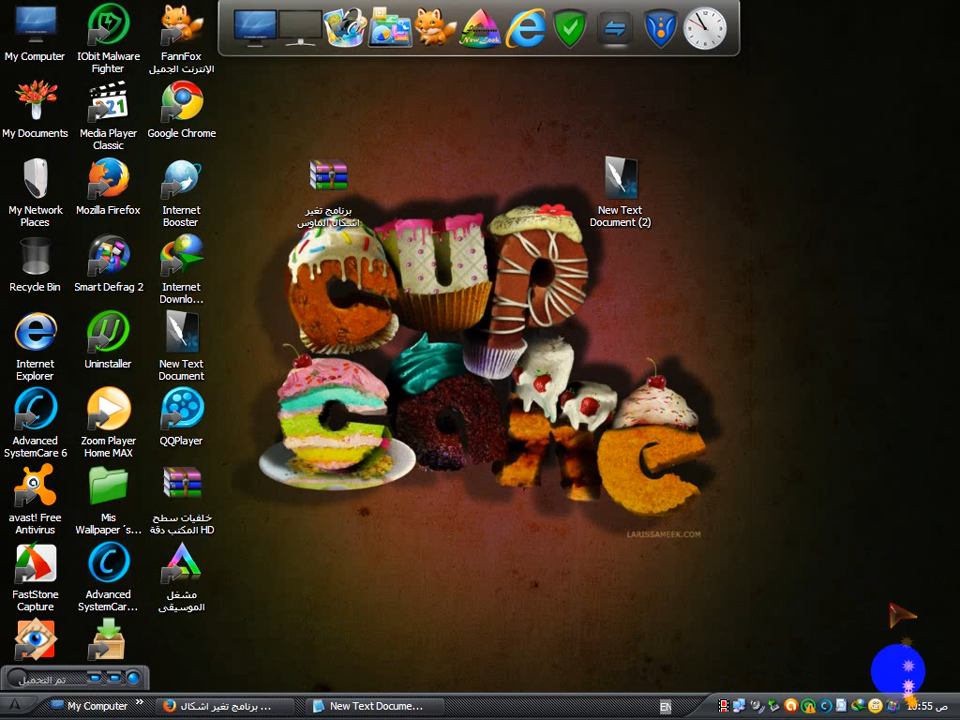 My Computer
IObit Malware
Fighter
FannFox
الإنترنت الجميل
My Documents
Media Player
Classic
Google Chrome
My Network
Places
Mozilla Firefox
Internet
Booster
Recycle Bin
Smart Defrag 2
Internet
Downlo...
Internet
Explorer
Uninstaller
New Text
Document
Advanced
SystemCare 6
Zoom Player
Home MAX
QQPlayer
avast! Free
Antivirus
Mis
Wallpaper´s...
خلفيات سطح
المكتب دقة HD
FastStone
Capture
Advanced
SystemCar...
مشغل
الموسيقى
برنامج تغير
اشكال الماوس
New Text
Document (2)
CUP
Cake
LARISSAMEEK.COM
تم التحميل
My Computer
برنامج تغير اشكال ...
New Text Docume...
EN
10:55 ص